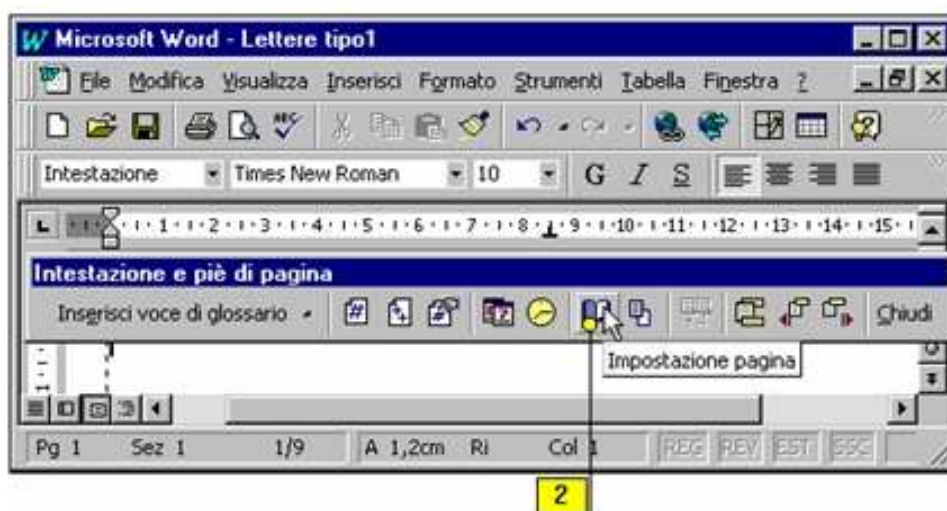 Microsoft Word - Lettere tipo1
File Modifica Visualizza Inserisci Formato Strumenti Tabella Finestra ?
Intestazione Times New Roman 10 G I S
1 2 3 4 5 6 7 8 9 10 11 12 13 14 15
Intestazione e piè di pagina
Inserisci voce di glossario Chiudi
Impostazione pagina
Pg 1 Sez 1 1/9 A 1,2cm Ri Col 1 REG REV EST SSC
2